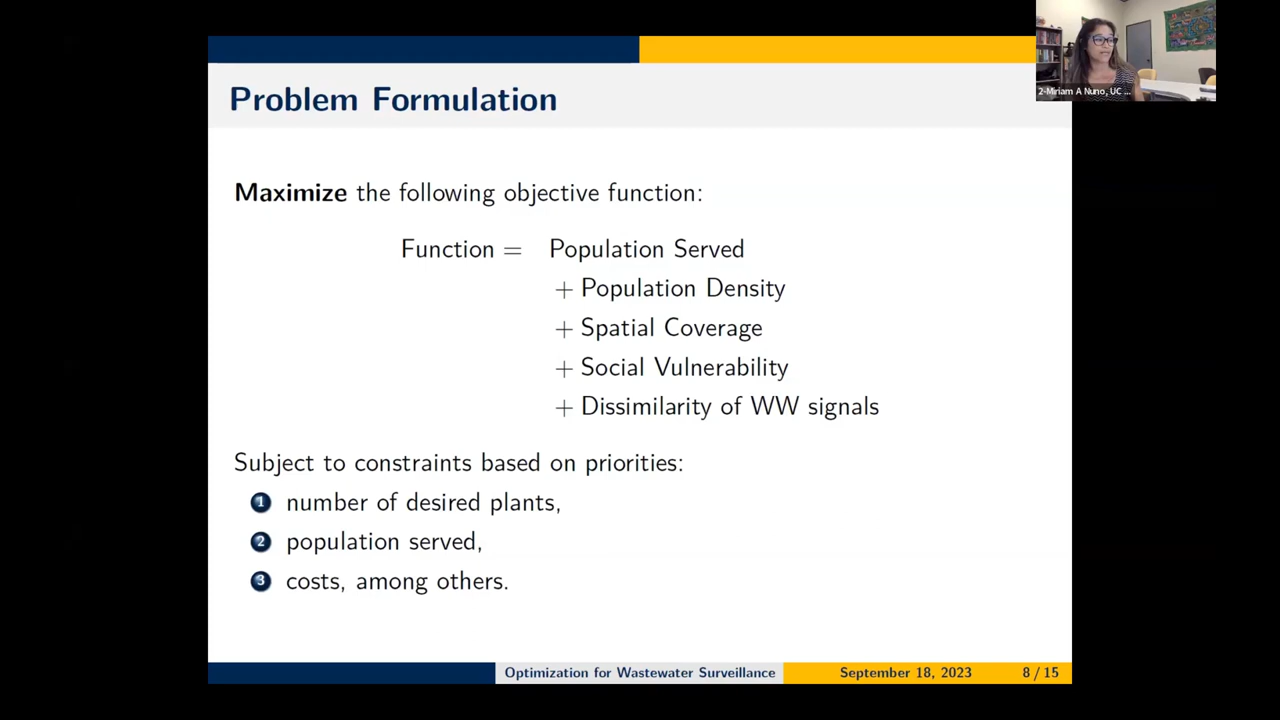 2-Miriam A Nuno, UC ...
Problem Formulation
Maximize the following objective function:
Function = Population Served
+ Population Density
+ Spatial Coverage
+ Social Vulnerability
+ Dissimilarity of WW signals
Subject to constraints based on priorities:
1 number of desired plants,
2 population served,
3 costs, among others.
Optimization for Wastewater Surveillance September 18, 2023 8 / 15